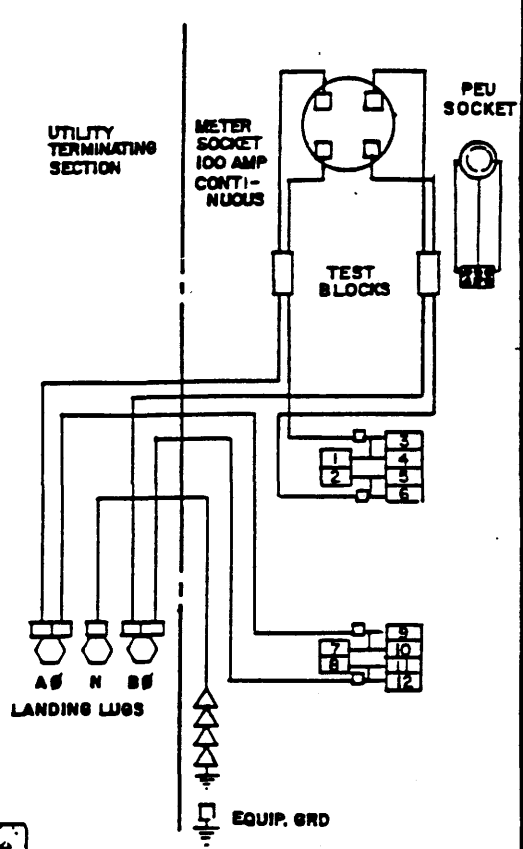 PEU
SOCKET
UTILITY
TERMINATING
SECTION
METER
SOCKET
100 AMP
CONTI-
NUOUS
TEST
BLOCKS
3
1 4
2 5
6
9
7 10
8 11
12
AØ N BØ
LANDING LUGS
EQUIP. GRD